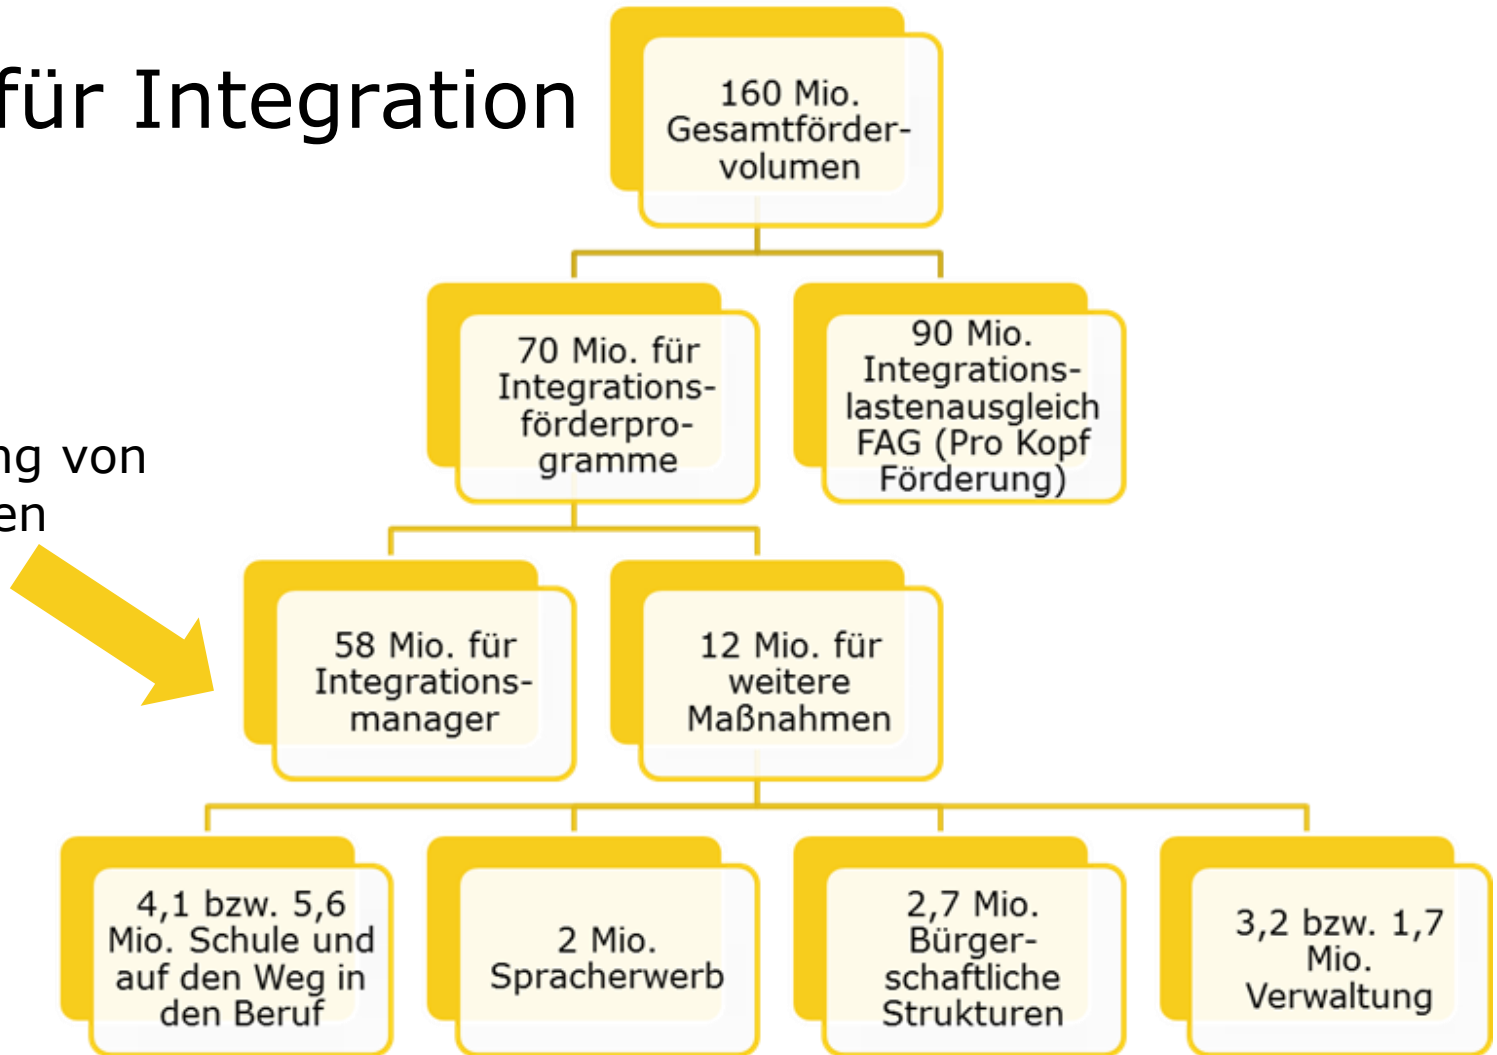 für Integration
160 Mio.
Gesamtförder-
volumen
70 Mio. für
Integrations-
förderpro-
gramme
90 Mio.
Integrations-
lastenausgleich
FAG (Pro Kopf
Förderung)
ng von
en
58 Mio. für
Integrations-
manager
12 Mio. für
weitere
Maßnahmen
4,1 bzw. 5,6
Mio. Schule und
auf den Weg in
den Beruf
2 Mio.
Spracherwerb
2,7 Mio.
Bürger-
schaftliche
Strukturen
3,2 bzw. 1,7
Mio.
Verwaltung